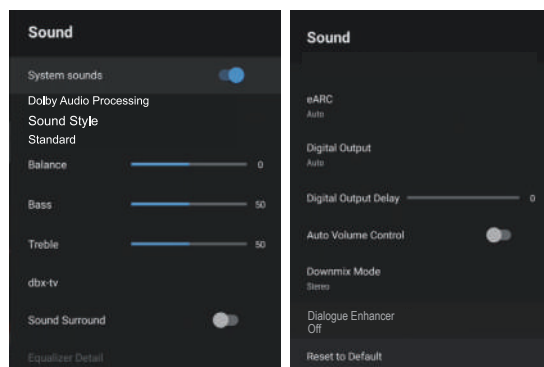 Sound
System sounds
Dolby Audio Processing
Sound Style
Standard
Balance 0
Bass 50
Treble 50
dbx-tv
Sound Surround
Equalizer Detail
Sound
eARC
Auto
Digital Output
Auto
Digital Output Delay 0
Auto Volume Control
Downmix Mode
Stereo
Dialogue Enhancer
Off
Reset to Default